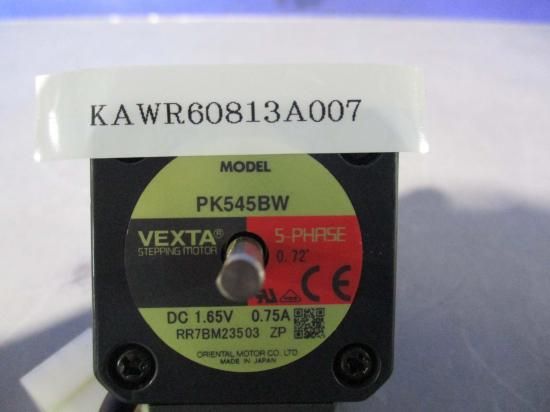 KAWR60813A007
MODEL
PK545BW
VEXTA® 5-PHASE
STEPPING MOTOR 0.72°
CE
DC 1.65V 0.75A
RR7BM23503 ZP
ORIENTAL MOTOR CO. LTD.
MADE IN JAPAN